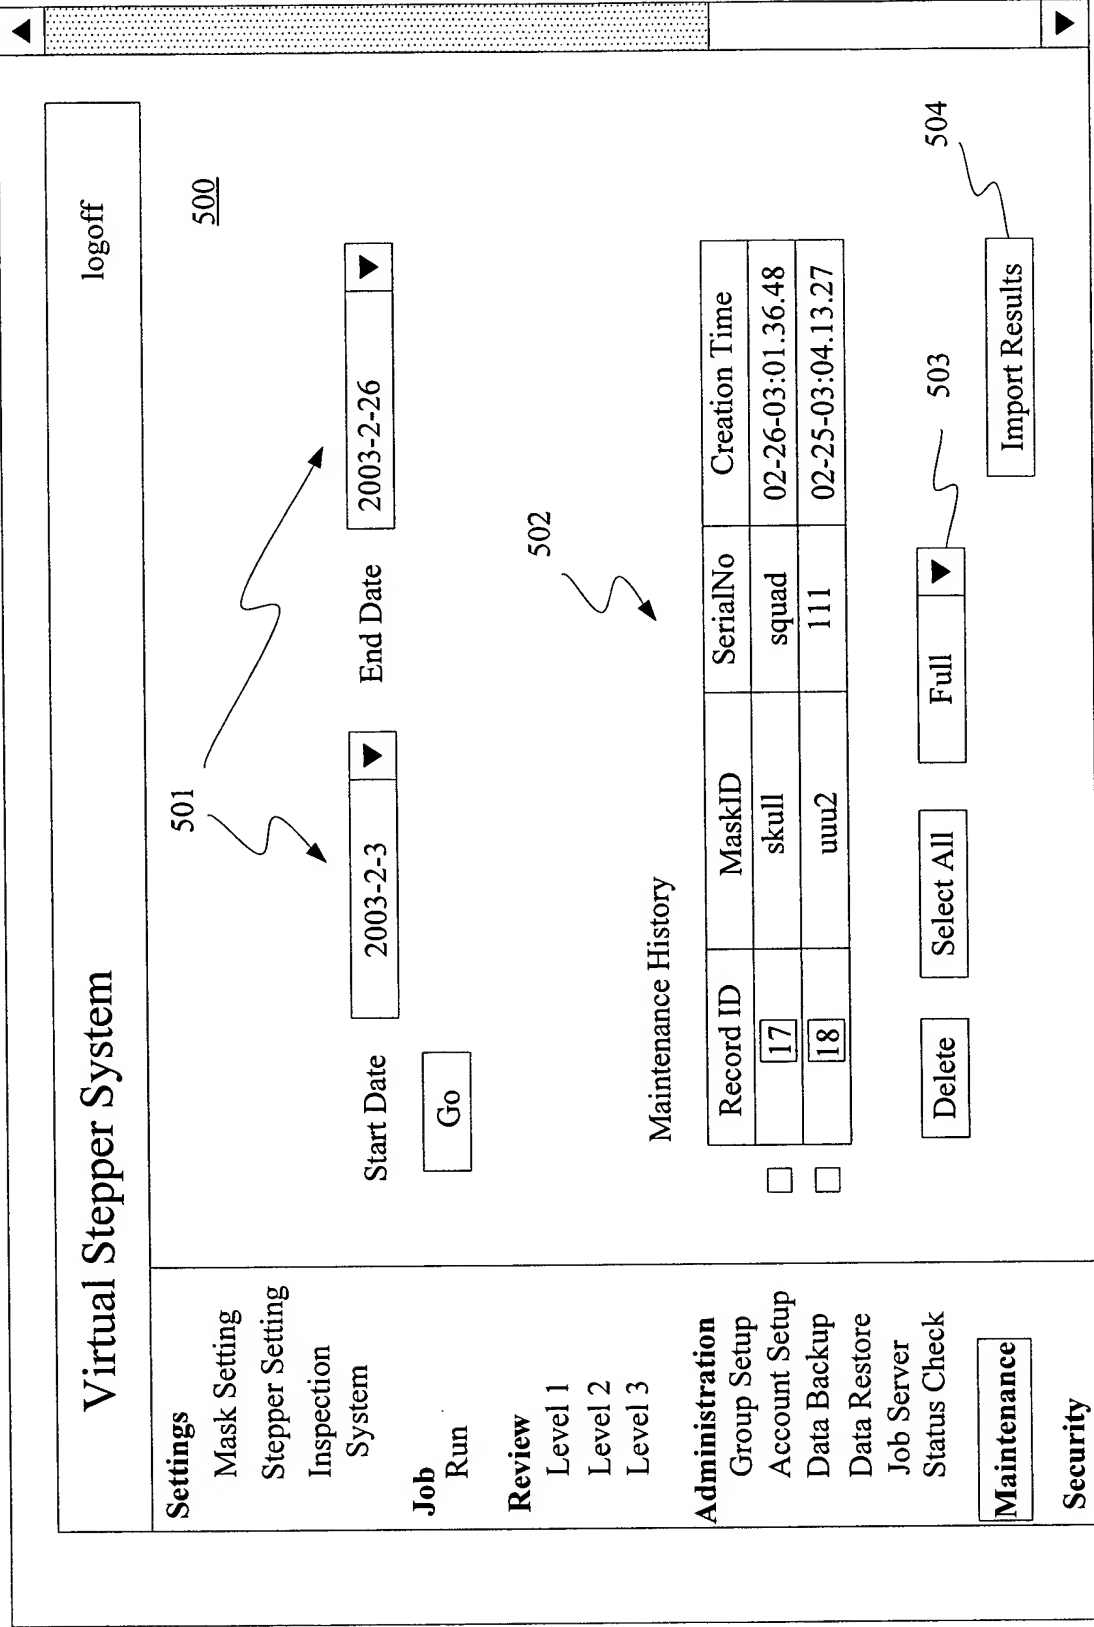 Virtual Stepper System
logoff
Settings
Mask Setting
Stepper Setting
Inspection
System
Job
Run
Review
Level 1
Level 2
Level 3
Administration
Group Setup
Account Setup
Data Backup
Data Restore
Job Server
Status Check
Maintenance
Security
500
501
Start Date 2003-2-3 End Date 2003-2-26
Go
502
Maintenance History
Record ID MaskID SerialNo Creation Time
17 skull squad 02-26-03:01.36.48
18 uuu2 111 02-25-03:04.13.27
503
504
Delete Select All Full
Import Results